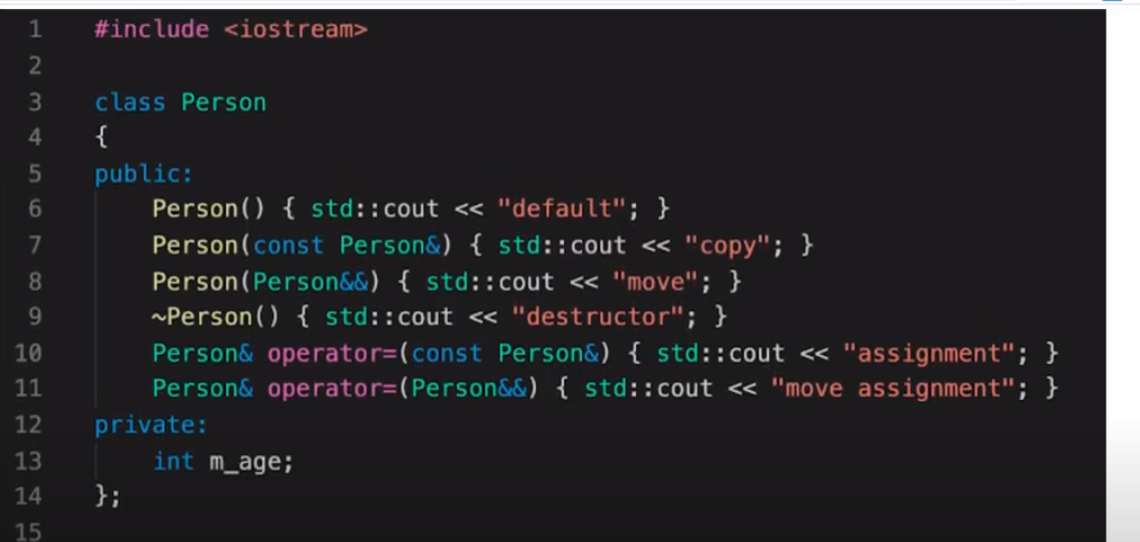 1 #include <iostream>
2
3 class Person
4 {
5 public:
6 Person() { std::cout << "default"; }
7 Person(const Person&) { std::cout << "copy"; }
8 Person(Person&&) { std::cout << "move"; }
9 ~Person() { std::cout << "destructor"; }
10 Person& operator=(const Person&) { std::cout << "assignment"; }
11 Person& operator=(Person&&) { std::cout << "move assignment"; }
12 private:
13 int m_age;
14 };
15